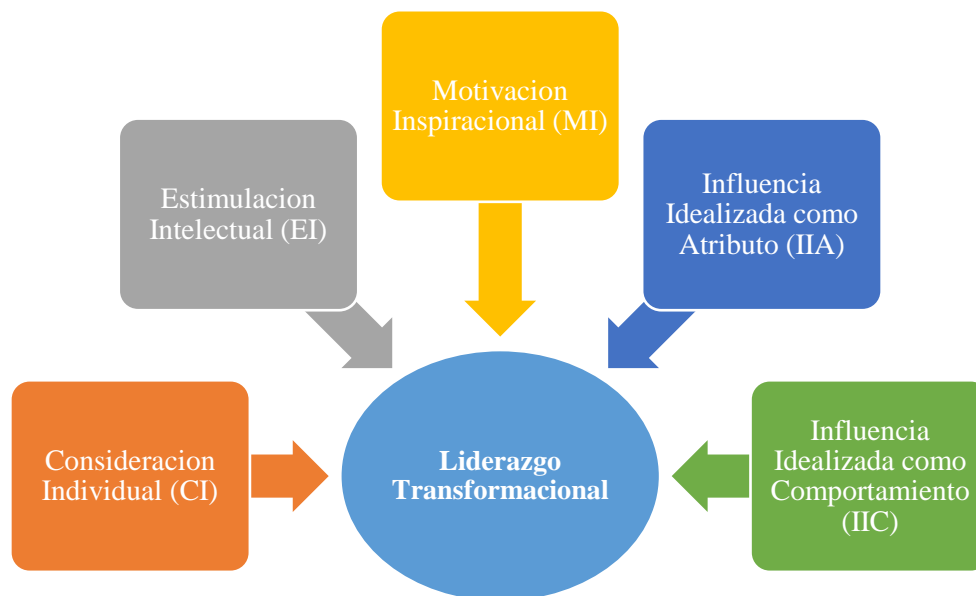 Motivacion
Inspiracional (MI)
Estimulacion
Intelectual (EI)
Influencia
Idealizada como
Atributo (IIA)
Consideracion
Individual (CI)
Liderazgo
Transformacional
Influencia
Idealizada como
Comportamiento
(IIC)